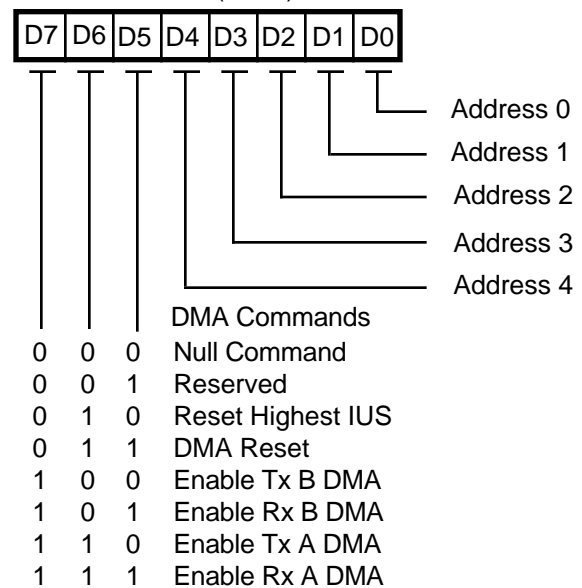 D7 D6 D5 D4 D3 D2 D1 D0
Address 0
Address 1
Address 2
Address 3
Address 4
DMA Commands
0 0 0 Null Command
0 0 1 Reserved
0 1 0 Reset Highest IUS
0 1 1 DMA Reset
1 0 0 Enable Tx B DMA
1 0 1 Enable Rx B DMA
1 1 0 Enable Tx A DMA
1 1 1 Enable Rx A DMA